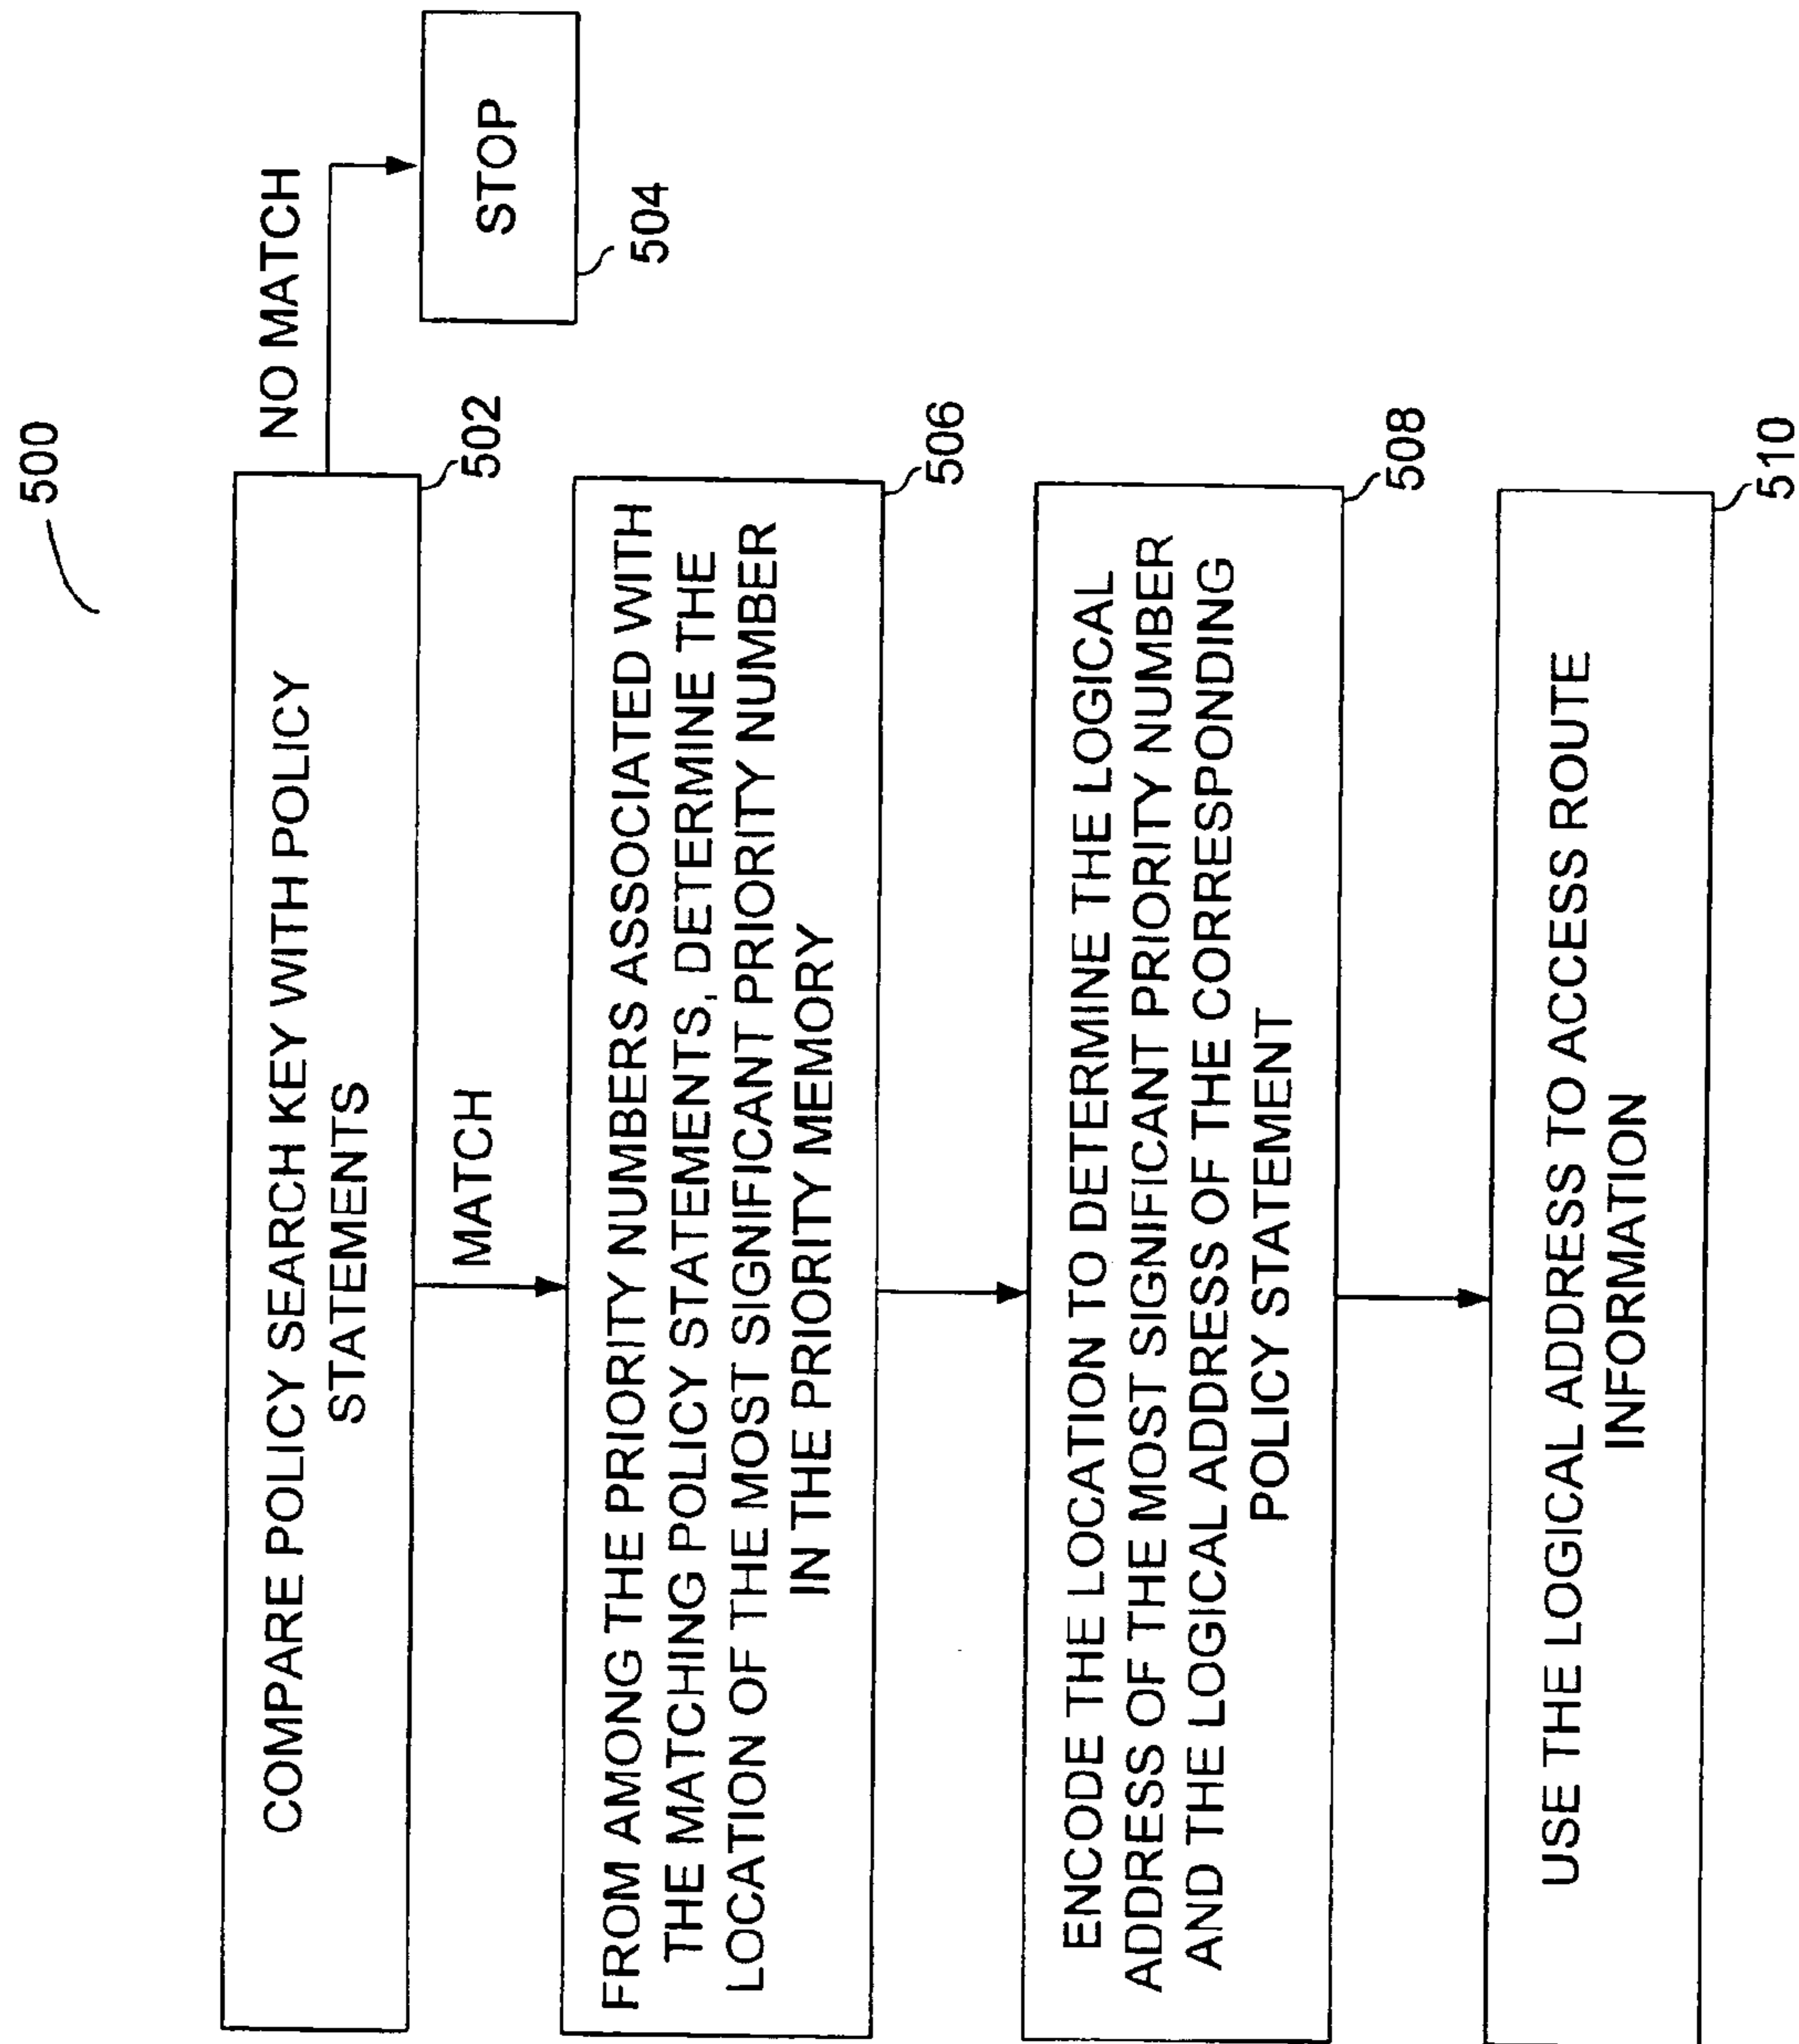 500
COMPARE POLICY SEARCH KEY WITH POLICY
STATEMENTS
502
NO MATCH
STOP
504
MATCH
FROM AMONG THE PRIORITY NUMBERS ASSOCIATED WITH
THE MATCHING POLICY STATEMENTS, DETERMINE THE
LOCATION OF THE MOST SIGNIFICANT PRIORITY NUMBER
IN THE PRIORITY MEMORY
506
ENCODE THE LOCATION TO DETERMINE THE LOGICAL
ADDRESS OF THE MOST SIGNIFICANT PRIORITY NUMBER
AND THE LOGICAL ADDRESS OF THE CORRESPONDING
POLICY STATEMENT
508
USE THE LOGICAL ADDRESS TO ACCESS ROUTE
INFORMATION
510